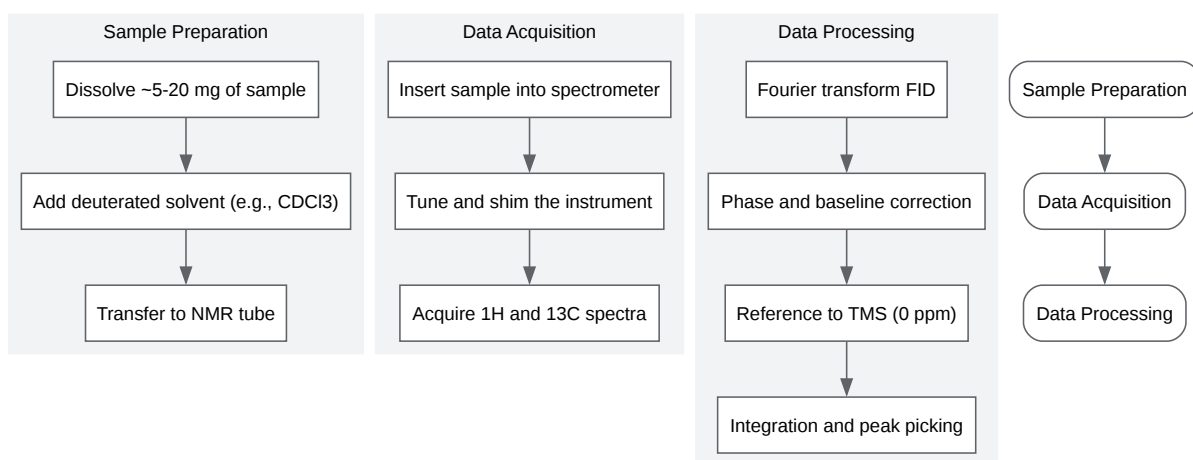 Sample Preparation
Dissolve ~5-20 mg of sample
Add deuterated solvent (e.g., CDCl3)
Transfer to NMR tube
Data Acquisition
Insert sample into spectrometer
Tune and shim the instrument
Acquire 1H and 13C spectra
Data Processing
Fourier transform FID
Phase and baseline correction
Reference to TMS (0 ppm)
Integration and peak picking
Sample Preparation
Data Acquisition
Data Processing